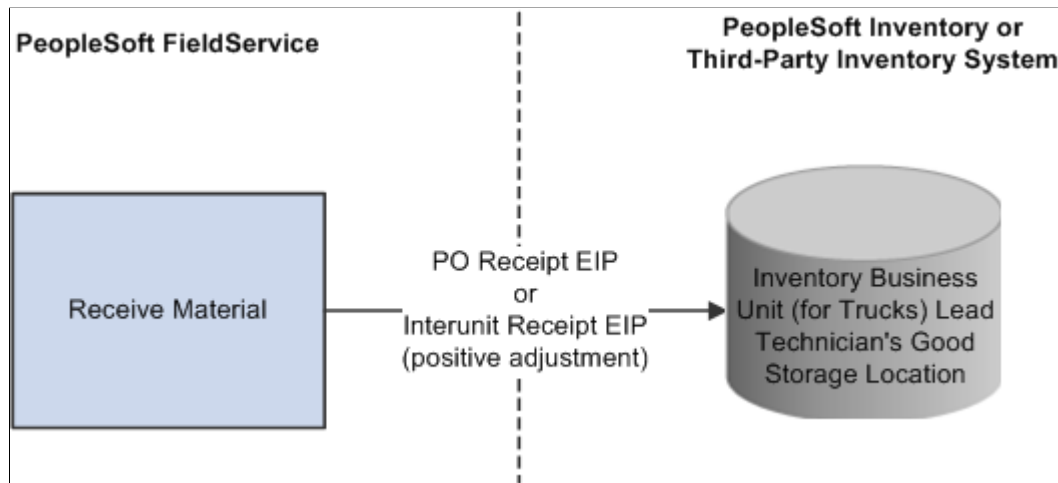 PeopleSoft FieldService
PeopleSoft Inventory or
Third-Party Inventory System
Receive Material
PO Receipt EIP
or
Interunit Receipt EIP
(positive adjustment)
Inventory Business
Unit (for Trucks) Lead
Technician's Good
Storage Location